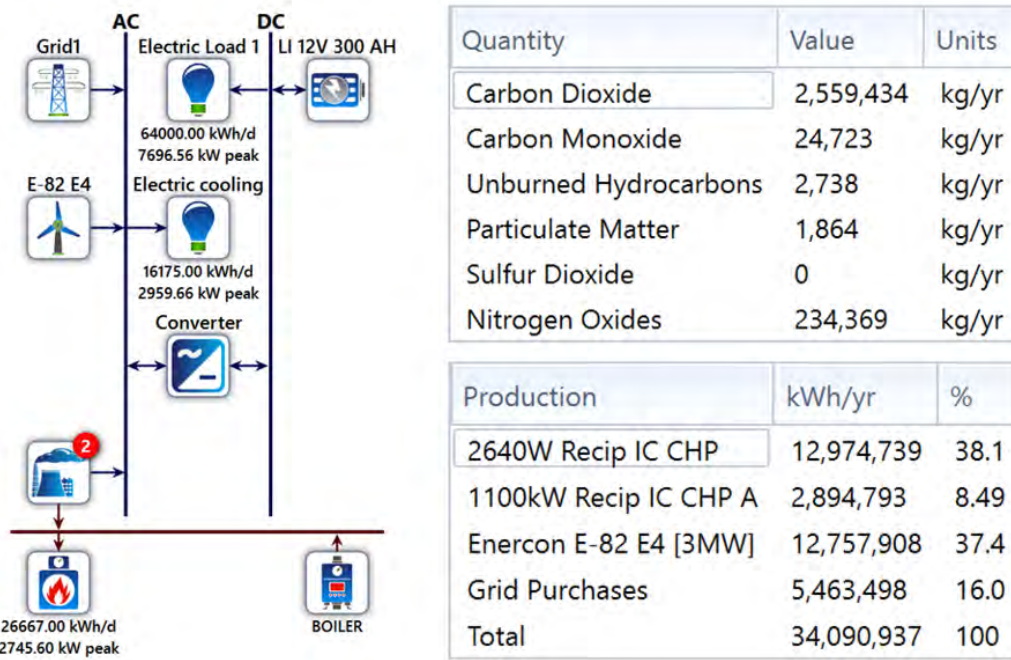 AC DC
Grid1 Electric Load 1 LI 12V 300 AH
64000.00 kWh/d
7696.56 kW peak
E-82 E4 Electric cooling
16175.00 kWh/d
2959.66 kW peak
Converter
2
26667.00 kWh/d
2745.60 kW peak
BOILER
Quantity Value Units
Carbon Dioxide 2,559,434 kg/yr
Carbon Monoxide 24,723 kg/yr
Unburned Hydrocarbons 2,738 kg/yr
Particulate Matter 1,864 kg/yr
Sulfur Dioxide 0 kg/yr
Nitrogen Oxides 234,369 kg/yr
Production kWh/yr %
2640W Recip IC CHP 12,974,739 38.1
1100kW Recip IC CHP A 2,894,793 8.49
Enercon E-82 E4 [3MW] 12,757,908 37.4
Grid Purchases 5,463,498 16.0
Total 34,090,937 100